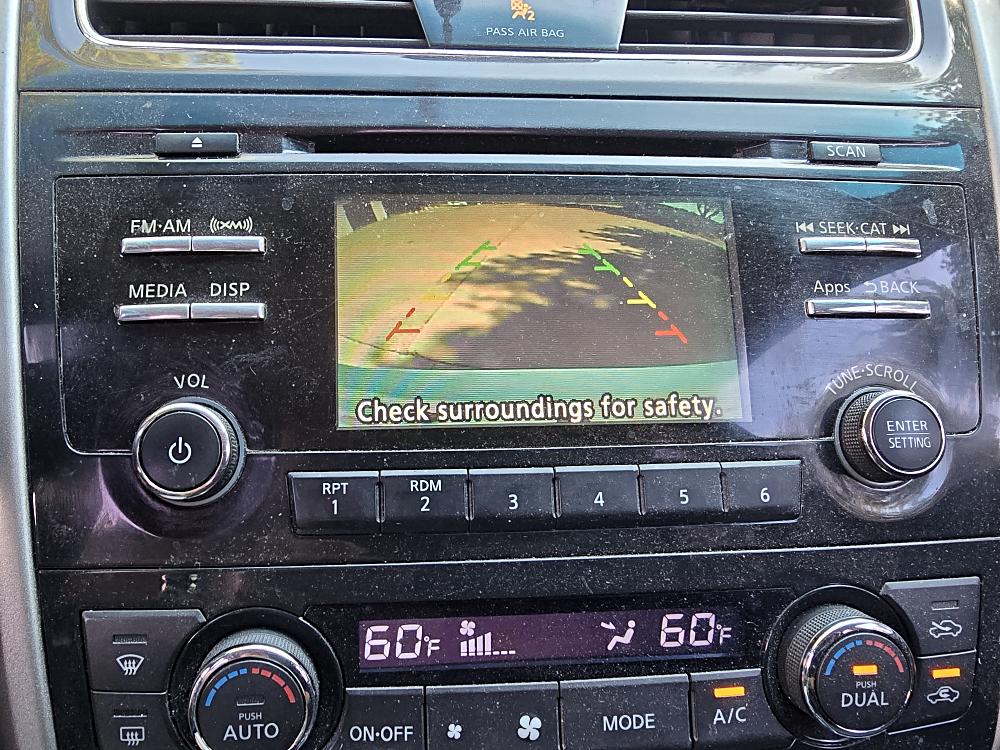 2
PASS AIR BAG
SCAN
FM·AM
((XM))
SEEK·CAT
MEDIA
DISP
Apps
BACK
VOL
TUNE·SCROLL
ENTER
SETTING
Check surroundings for safety.
RPT
1
RDM
2
3
4
5
6
60°F
60°F
PUSH
AUTO
ON·OFF
MODE
A/C
PUSH
DUAL